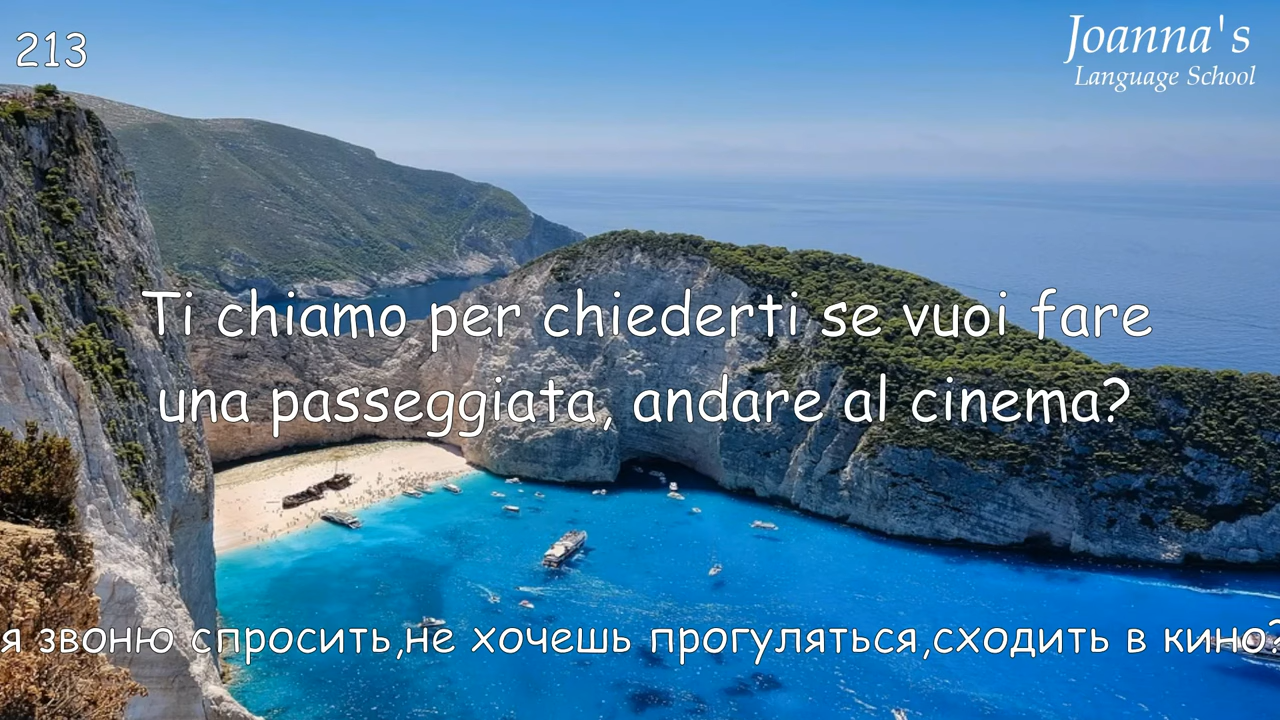 213
Joanna's
Language School
Ti chiamo per chiederti se vuoi fare
una passeggiata, andare al cinema?
я звоню спросить,не хочешь прогуляться,сходить в кино?